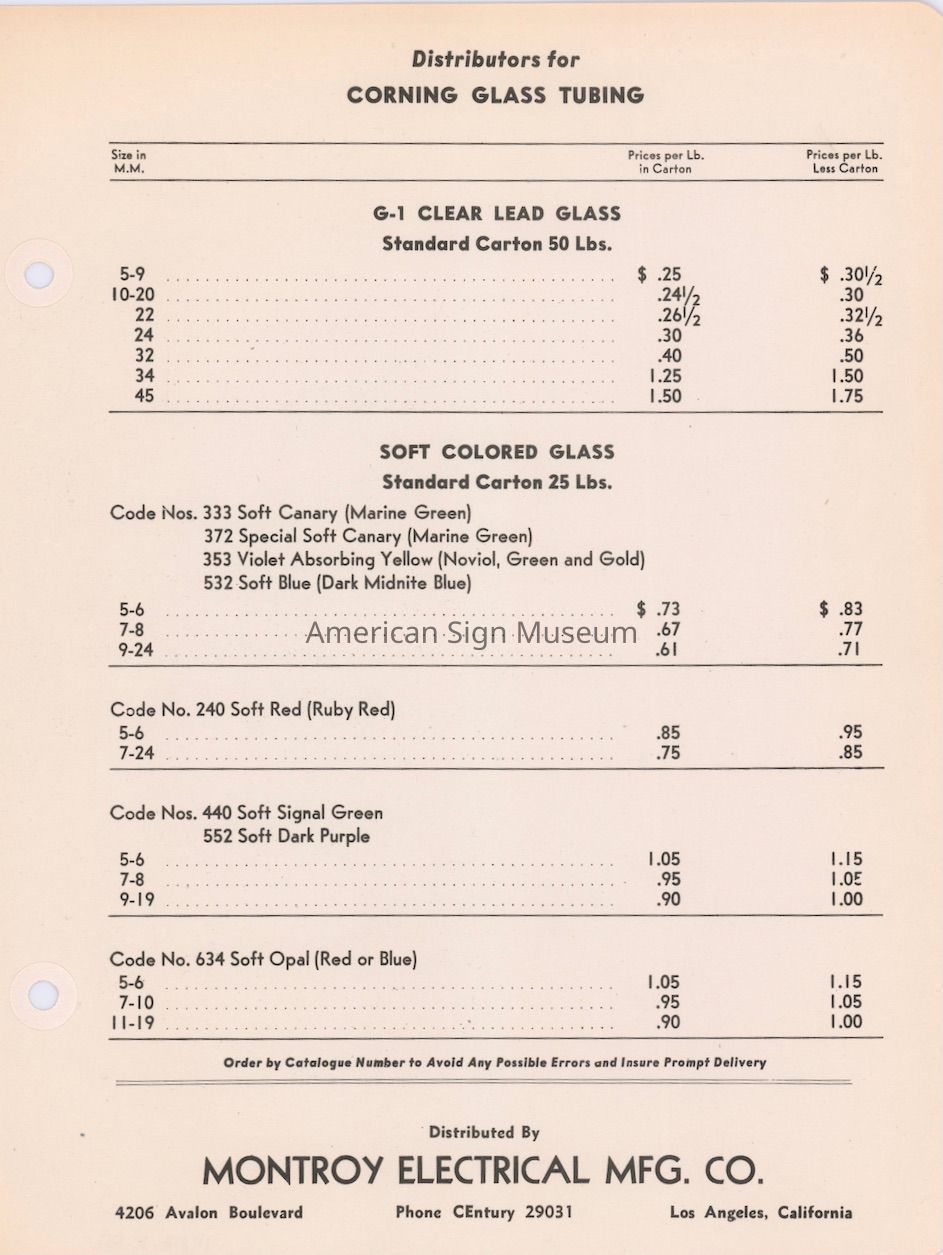 Distributors for
CORNING GLASS TUBING
Size in M.M. Prices per Lb. in Carton Prices per Lb. Less Carton
G-1 CLEAR LEAD GLASS
Standard Carton 50 Lbs.
5-9 $ .25 $ .30 1/2
10-20 .24 1/2 .30
22 .26 1/2 .32 1/2
24 .30 .36
32 .40 .50
34 1.25 1.50
45 1.50 1.75
SOFT COLORED GLASS
Standard Carton 25 Lbs.
Code Nos. 333 Soft Canary (Marine Green)
372 Special Soft Canary (Marine Green)
353 Violet Absorbing Yellow (Noviol, Green and Gold)
532 Soft Blue (Dark Midnite Blue)
5-6 $ .73 $ .83
7-8 .67 .77
American Sign Museum
9-24 .61 .71
Code No. 240 Soft Red (Ruby Red)
5-6 .85 .95
7-24 .75 .85
Code Nos. 440 Soft Signal Green
552 Soft Dark Purple
5-6 1.05 1.15
7-8 .95 1.05
9-19 .90 1.00
Code No. 634 Soft Opal (Red or Blue)
5-6 1.05 1.15
7-10 .95 1.05
11-19 .90 1.00
Order by Catalogue Number to Avoid Any Possible Errors and Insure Prompt Delivery
Distributed By
MONTROY ELECTRICAL MFG. CO.
4206 Avalon Boulevard Phone CEntury 29031 Los Angeles, California